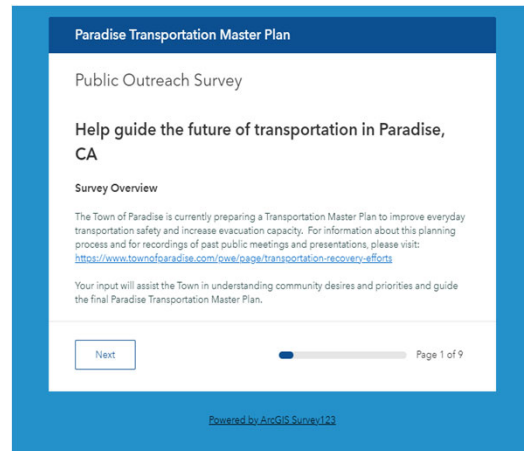 Paradise Transportation Master Plan
Public Outreach Survey
Help guide the future of transportation in Paradise,
CA
Survey Overview
The Town of Paradise is currently preparing a Transportation Master Plan to improve everyday
transportation safety and increase evacuation capacity. For information about this planning
process and for recordings of past public meetings and presentations, please visit:
https://www.townofparadise.com/pwe/page/transportation-recovery-efforts
Your input will assist the Town in understanding community desires and priorities and guide
the final Paradise Transportation Master Plan.
Next
Page 1 of 9
Powered by ArcGIS Survey123